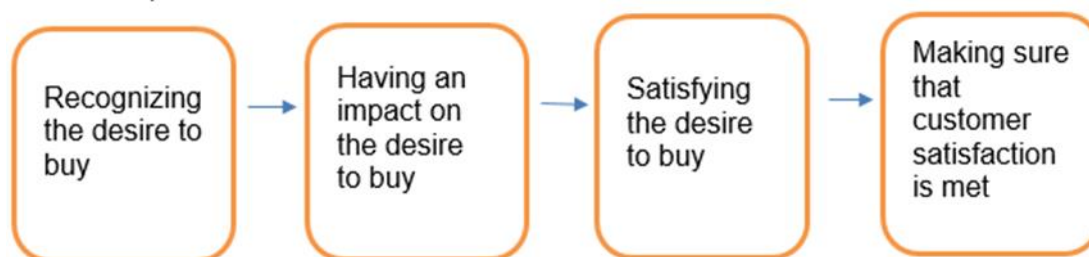 Recognizing
the desire to
buy
Having an
impact on
the desire
to buy
Satisfying
the desire
to buy
Making sure
that
customer
satisfaction
is met